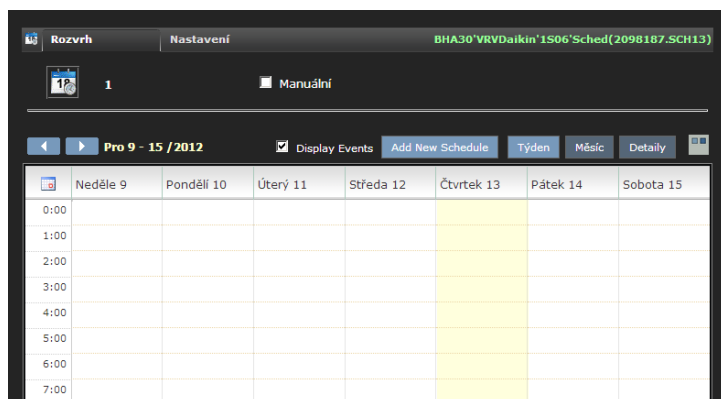 Rozvrh Nastavení BHA30'VRVDaikin'1S06'Sched(2098187.SCH13)
18 1 Manuální
Pro 9 - 15 /2012 Display Events Add New Schedule Týden Měsíc Detaily
Neděle 9 Pondělí 10 Úterý 11 Středa 12 Čtvrtek 13 Pátek 14 Sobota 15
0:00
1:00
2:00
3:00
4:00
5:00
6:00
7:00